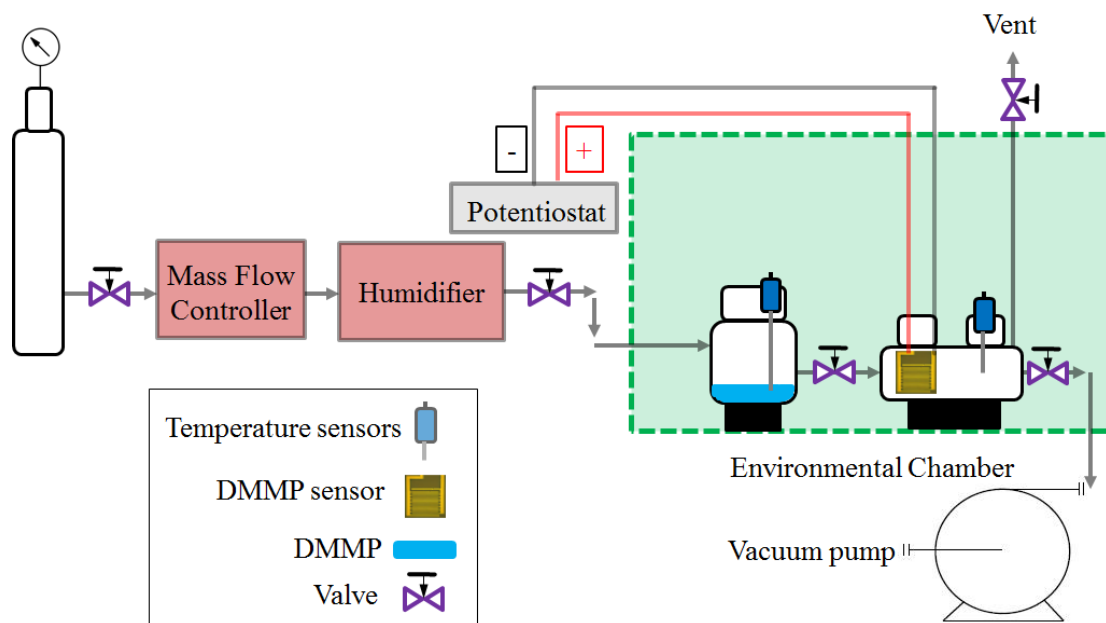 Vent
-
+
Potentiostat
Mass Flow
Controller
Humidifier
Temperature sensors
DMMP sensor
DMMP
Valve
Environmental Chamber
Vacuum pump